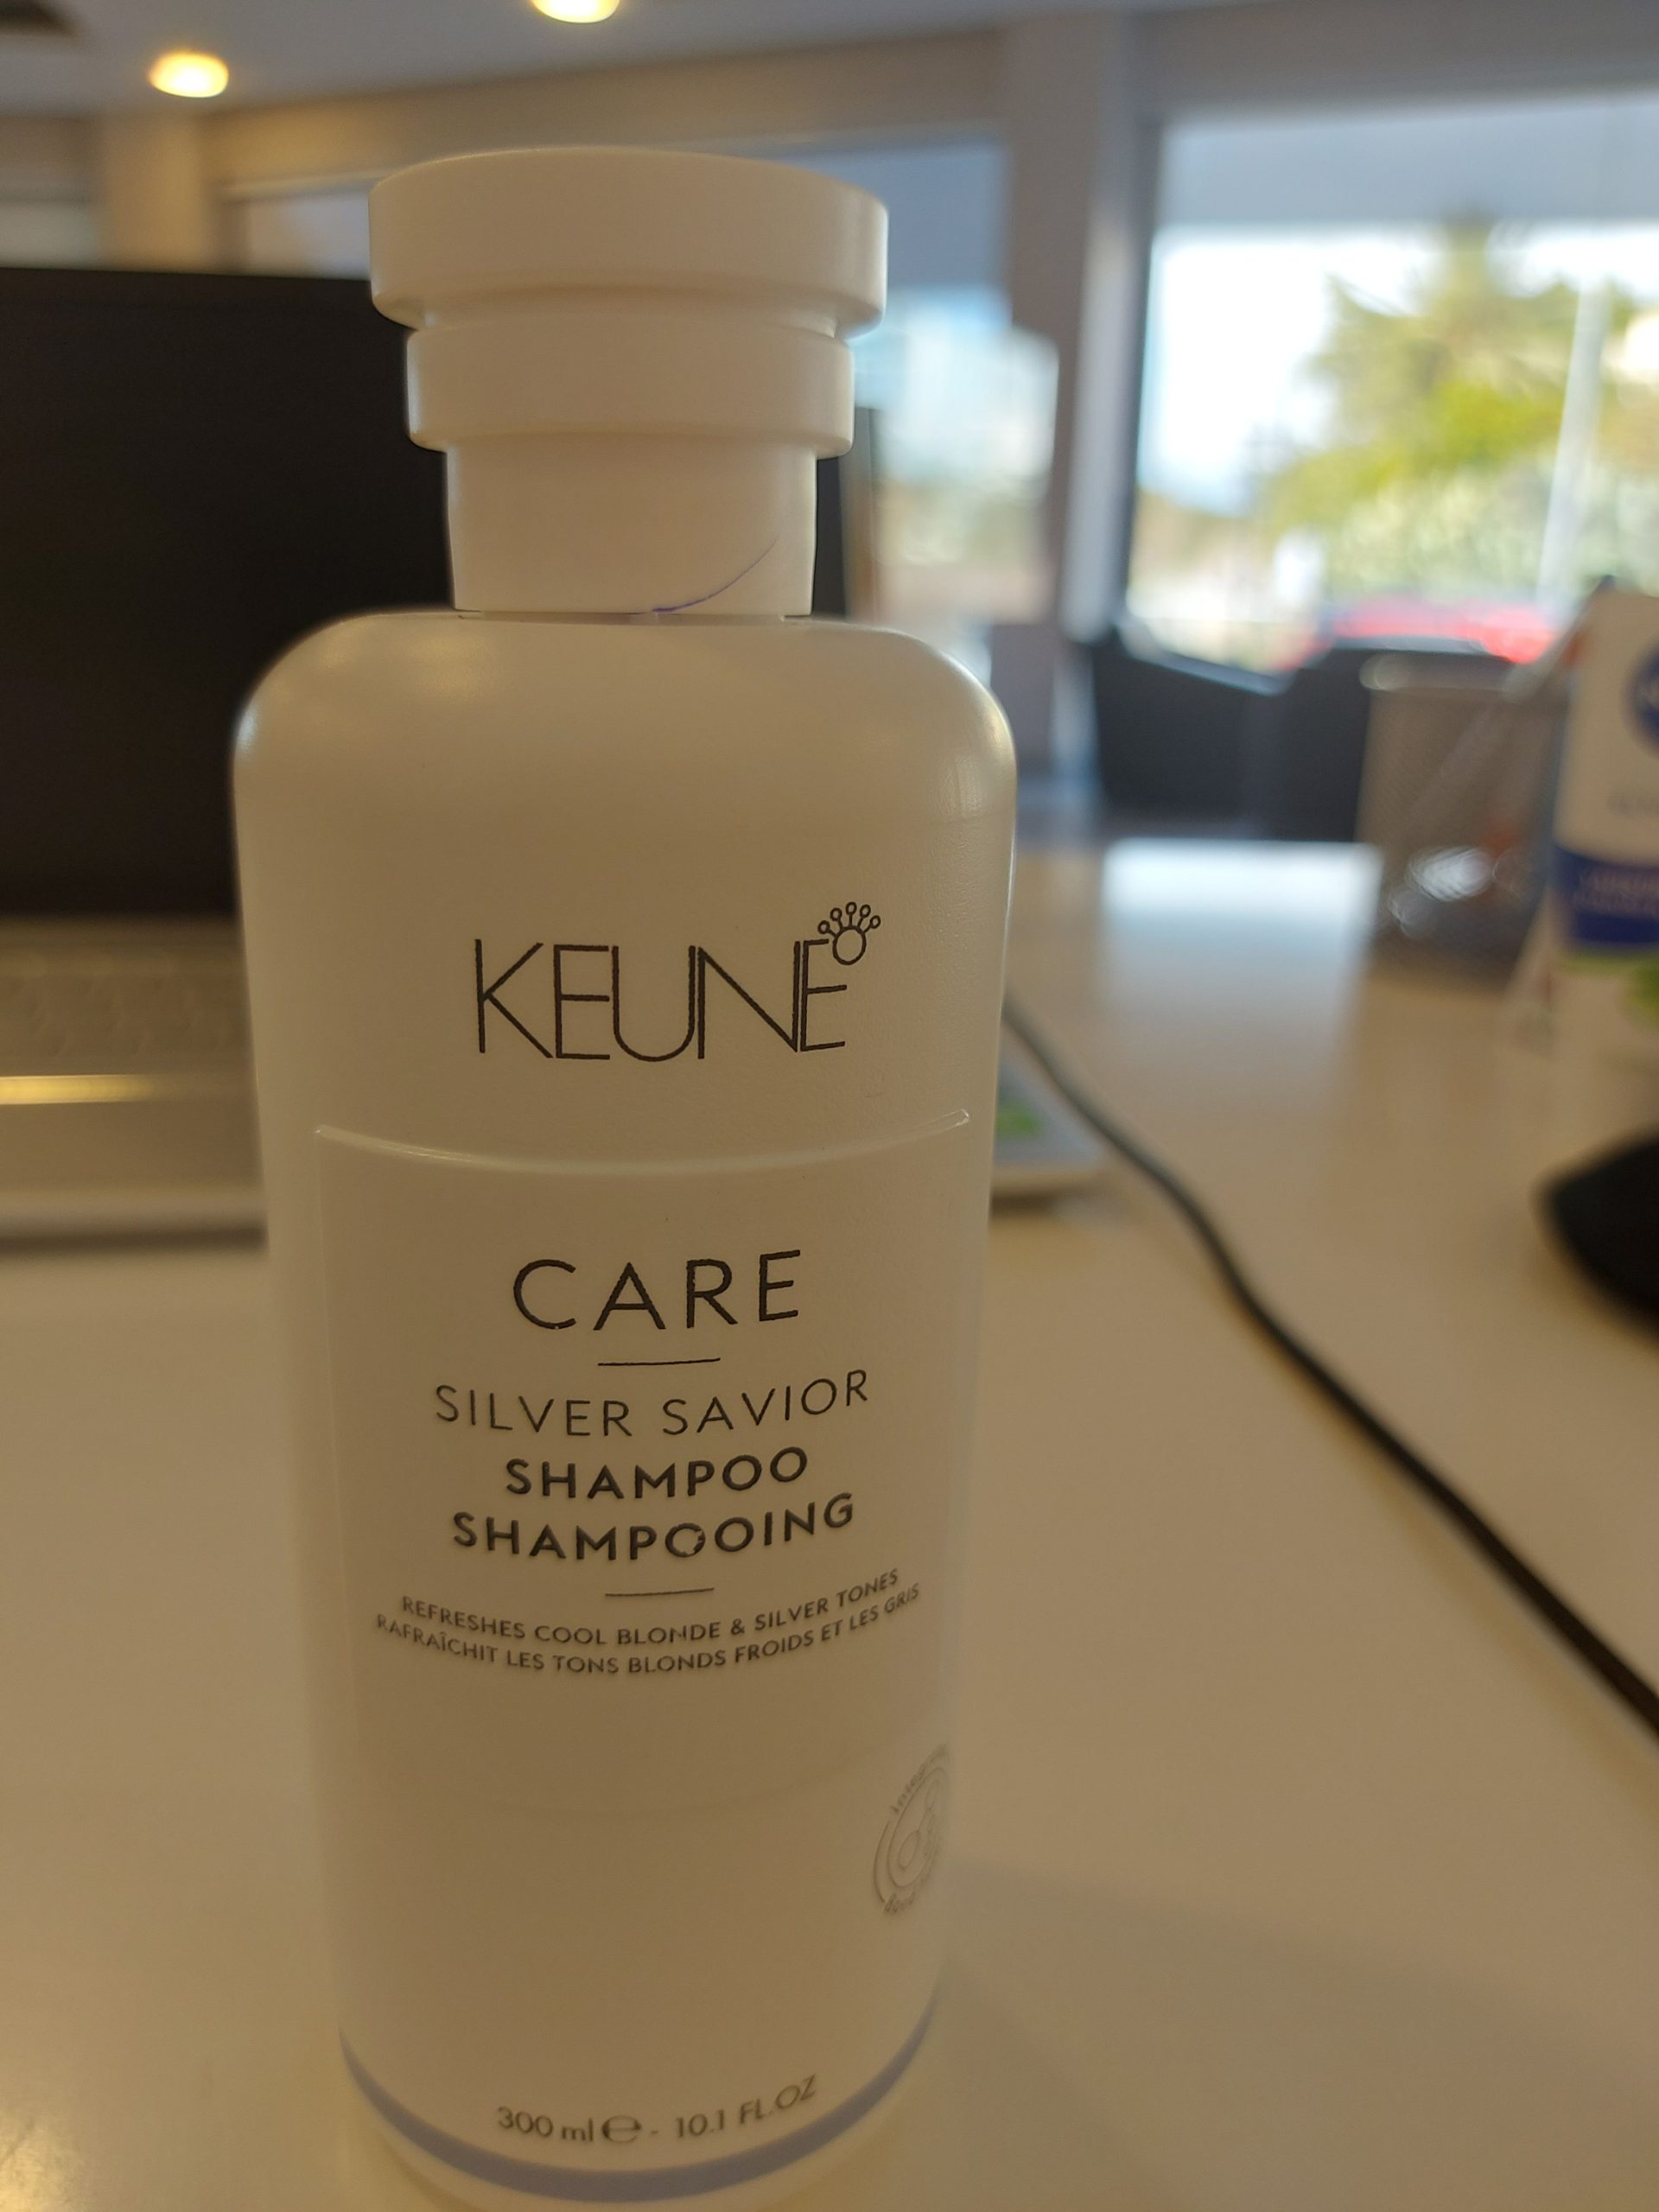 KEUNE
CARE
SILVER SAVIOR
SHAMPOO
SHAMPOOING
REFRESHES COOL BLONDE & SILVER TONES
RAFRAÎCHIT LES TONS BLONDS FROIDS ET LES GRIS
300 ml ℮ - 10.1 FL.OZ